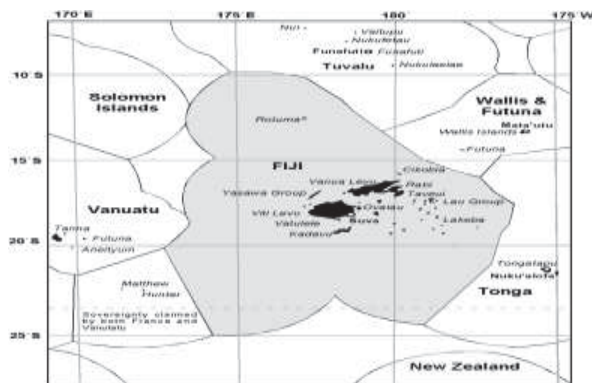 170°E
175°E
180°
175°W
Nui
Vaitupu
Nukufetau
Funafuti
Funafuti
Tuvalu
Nukulaelae
10°S
Solomon
Islands
Wallis &
Futuna
Mata'utu
Wallis Islands
Rotuma
Futuna
15°S
FIJI
Cikobia
Vanua Levu
Rabi
Yasawa Group
Taveuni
Ovalau
Lau Group
Vanuatu
Viti Levu
Suva
Lakeba
Vatulele
Kadavu
Tanna
Futuna
Aneityum
20°S
Tongatapu
Nuku'alofa
Tonga
Matthew
Hunter
Sovereignty claimed
by both France and
Vanuatu
25°S
New Zealand